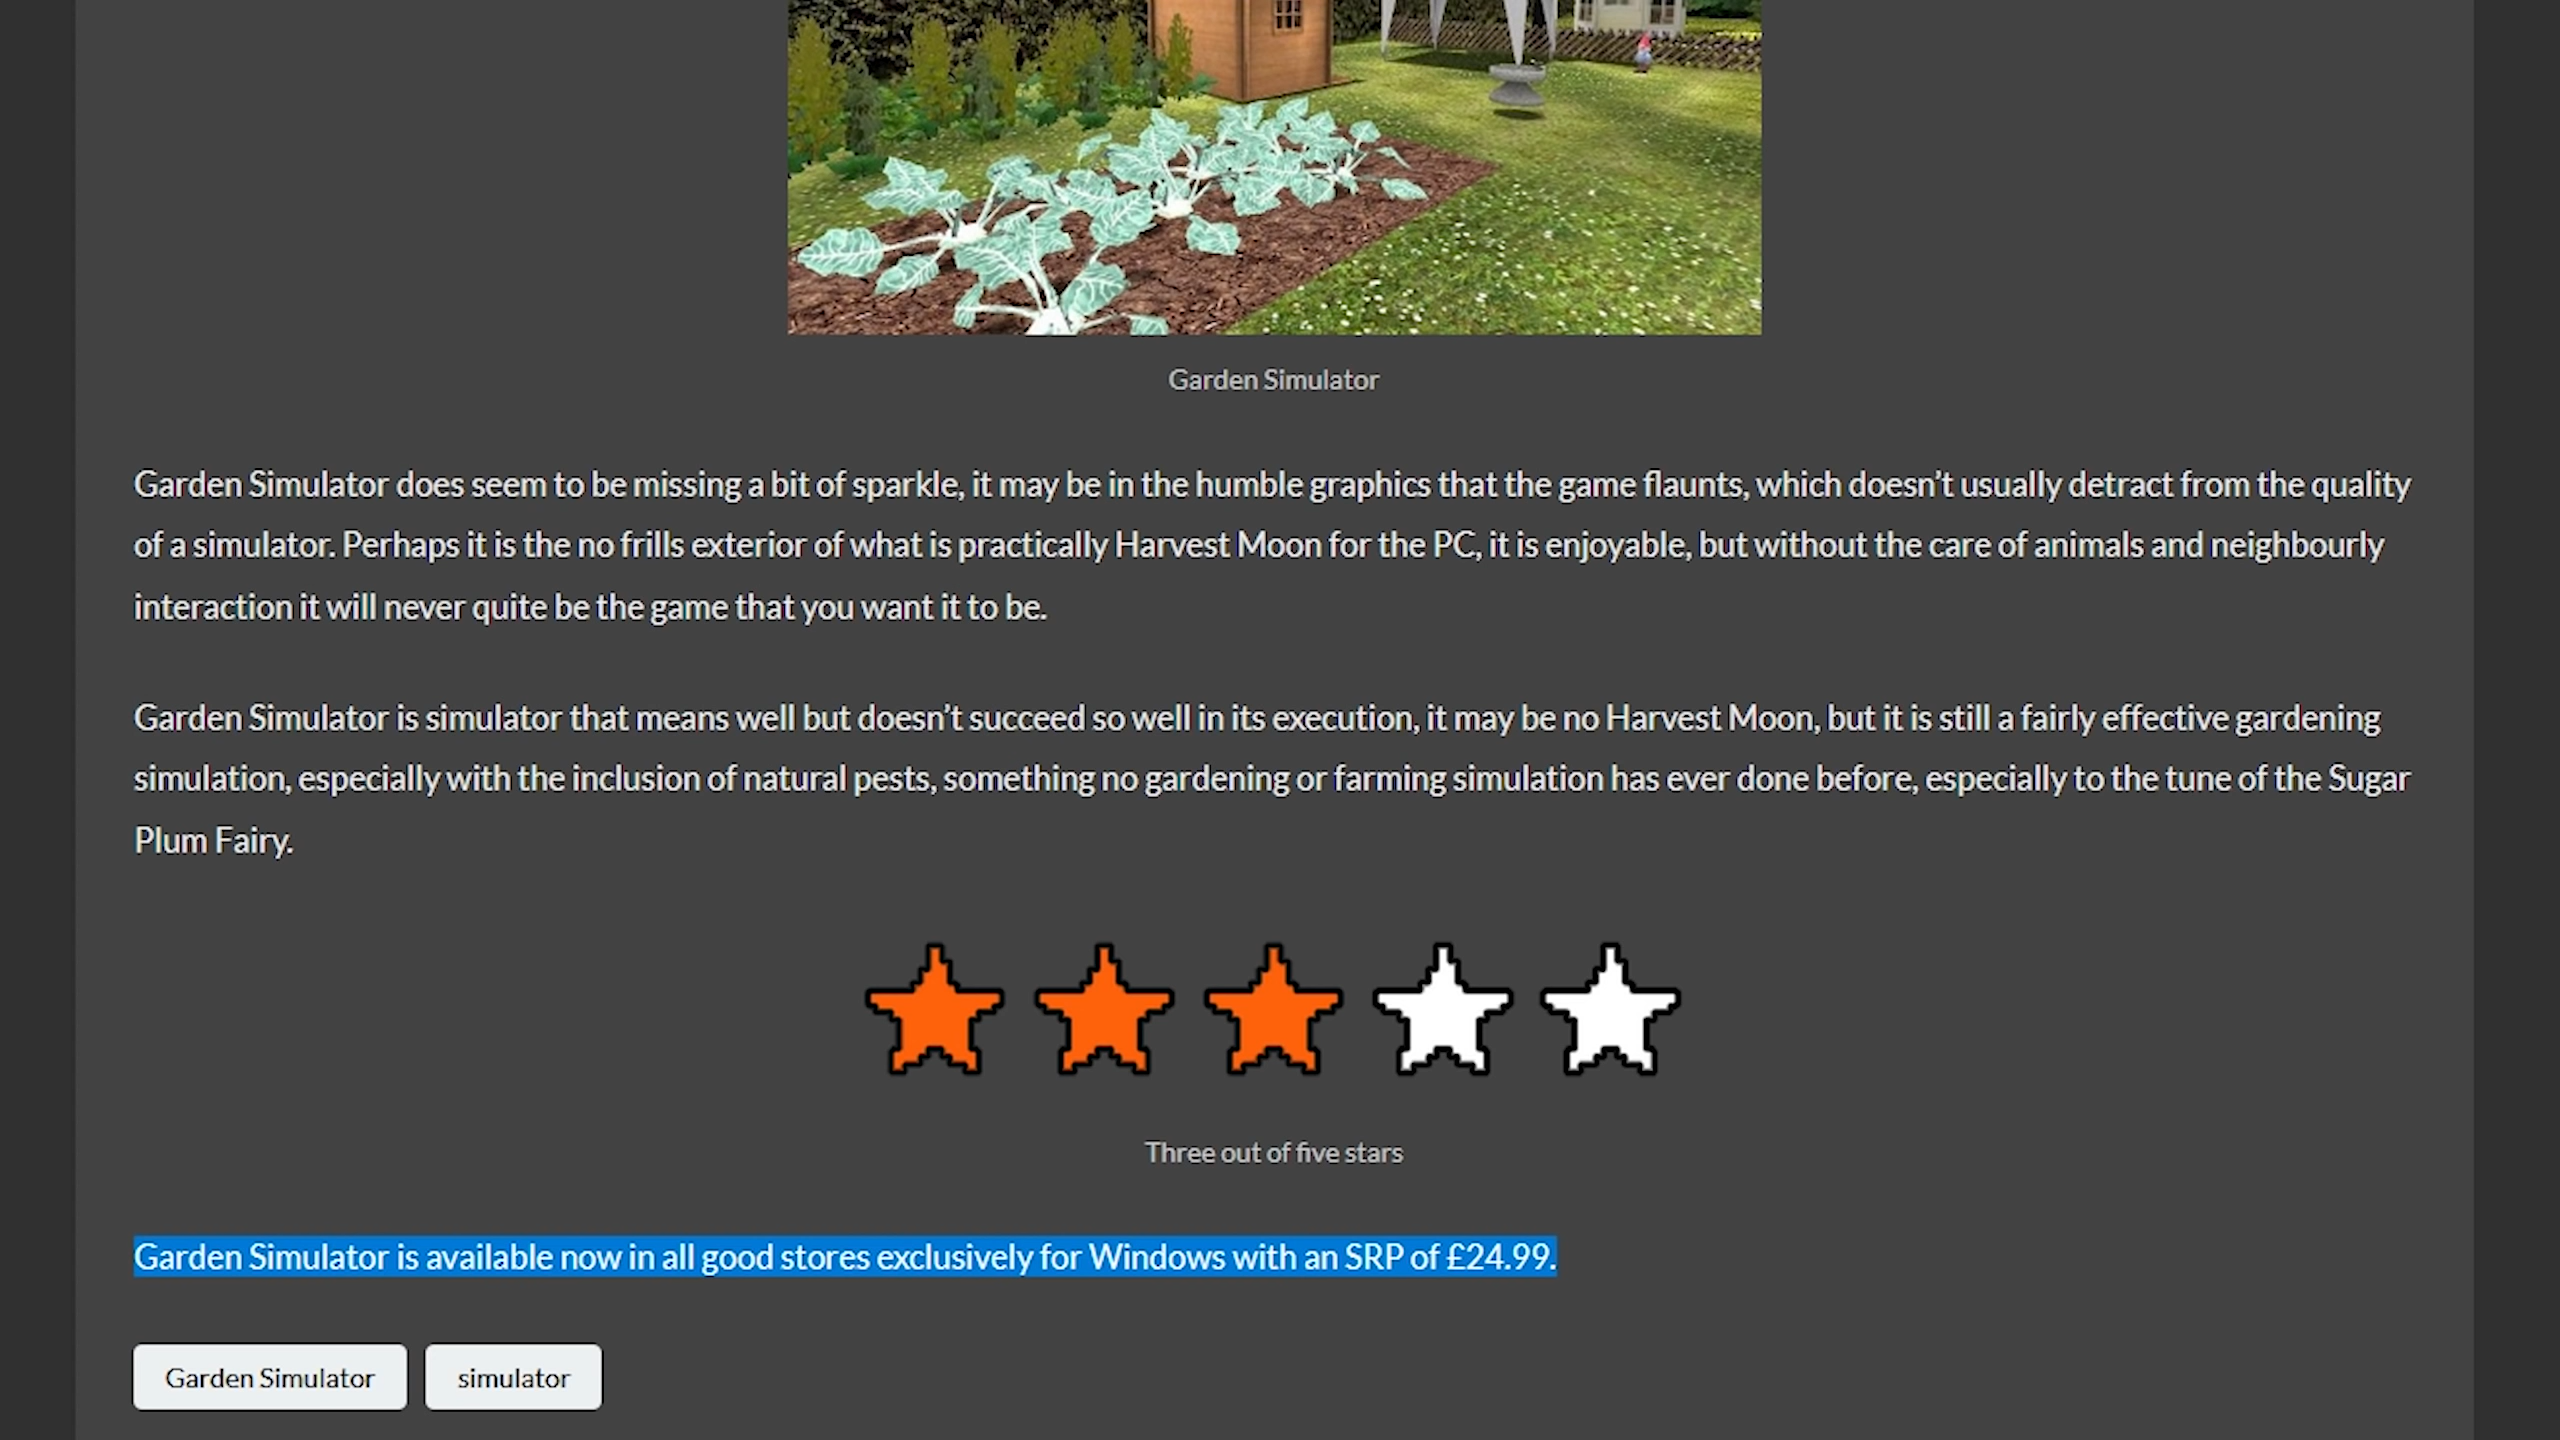 Garden Simulator
Garden Simulator does seem to be missing a bit of sparkle, it may be in the humble graphics that the game flaunts, which doesn’t usually detract from the quality
of a simulator. Perhaps it is the no frills exterior of what is practically Harvest Moon for the PC, it is enjoyable, but without the care of animals and neighbourly
interaction it will never quite be the game that you want it to be.
Garden Simulator is simulator that means well but doesn’t succeed so well in its execution, it may be no Harvest Moon, but it is still a fairly effective gardening
simulation, especially with the inclusion of natural pests, something no gardening or farming simulation has ever done before, especially to the tune of the Sugar
Plum Fairy.
Three out of five stars
Garden Simulator is available now in all good stores exclusively for Windows with an SRP of £24.99.
Garden Simulator simulator